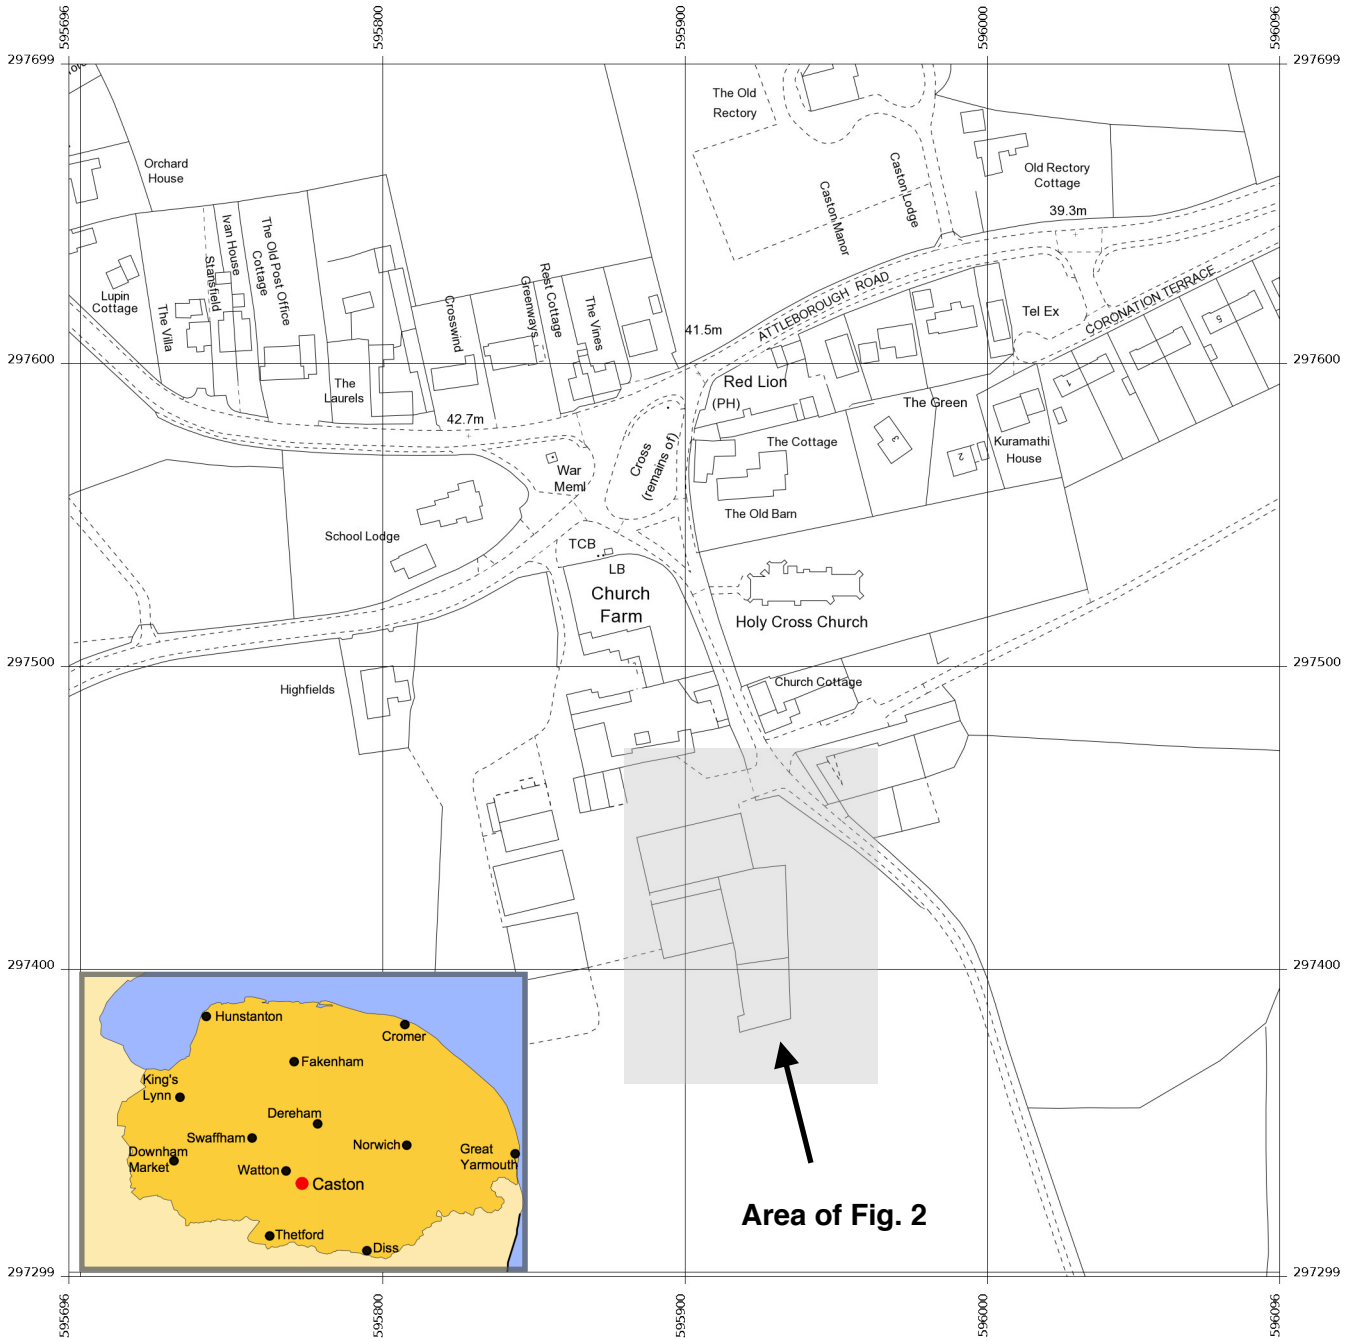 595696
595800
595900
596000
596096
297699
297699
The Old
Rectory
Orchard
House
Caston Lodge
Caston Manor
Old Rectory
Cottage
39.3m
Ivan House
The Old Post Office
Cottage
Stansfield
Lupin
Cottage
The Villa
Crosswind
Greenways
Rest Cottage
The Vines
41.5m
ATTLEBOROUGH ROAD
Tel Ex
CORONATION TERRACE
5
297600
297600
The
Laurels
Red Lion
(PH)
1
The Green
42.7m
Cross
(remains of)
The Cottage
3
2
Kuramathi
House
War
Meml
The Old Barn
School Lodge
TCB
LB
Church
Farm
Holy Cross Church
297500
297500
Highfields
Church Cottage
297400
297400
Hunstanton
Cromer
Fakenham
King's
Lynn
Dereham
Swaffham
Norwich
Downham
Market
Great
Yarmouth
Watton
Caston
Thetford
Diss
Area of Fig. 2
297299
297299
595696
595800
595900
596000
596096